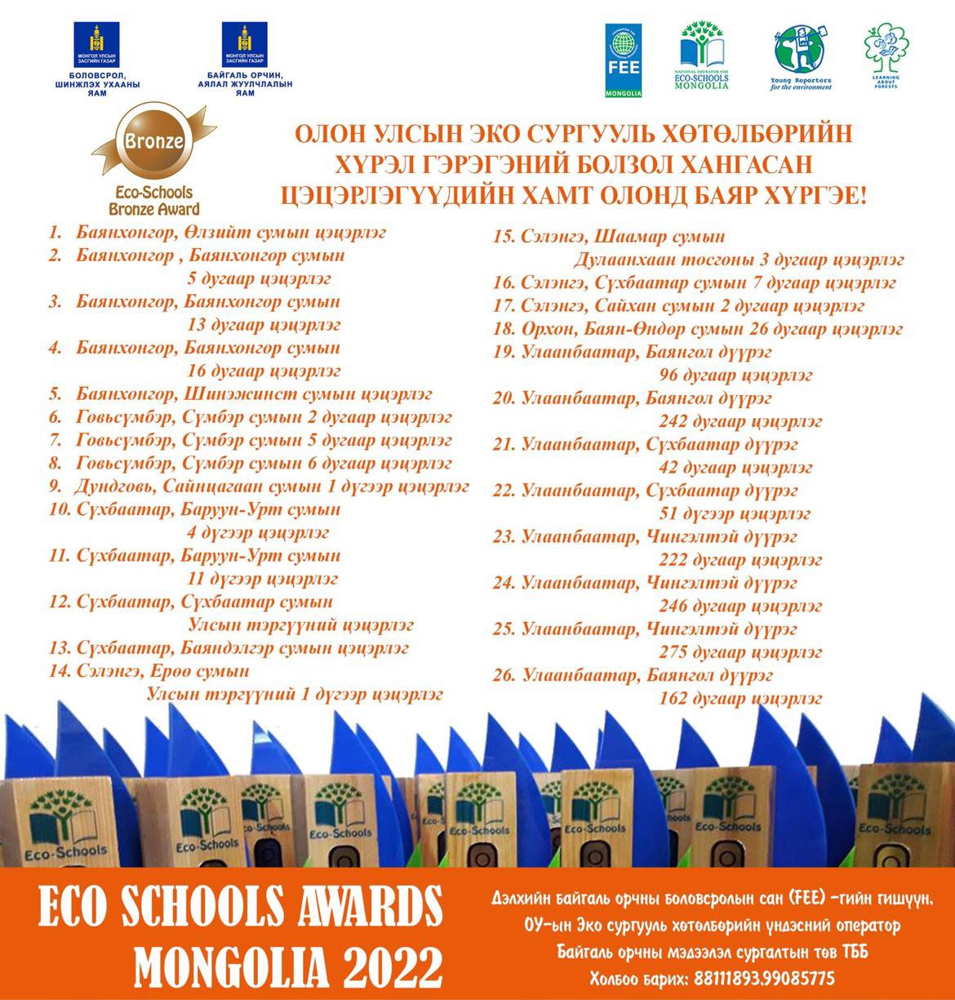 МОНГОЛ УЛСЫН
ЗАСГИЙН ГАЗАР
БОЛОВСРОЛ,
ШИНЖЛЭХ УХААНЫ
ЯАМ
МОНГОЛ УЛСЫН
ЗАСГИЙН ГАЗАР
БАЙГАЛЬ ОРЧИН,
АЯЛАЛ ЖУУЛЧЛАЛЫН
ЯАМ
FEE
MONGOLIA
NATIONAL OPERATOR FOR
ECO-SCHOOLS
MONGOLIA
Young Reporters
for the environment
LEARNING
ABOUT
FORESTS
Bronze
Eco-Schools
Bronze Award
ОЛОН УЛСЫН ЭКО СУРГУУЛЬ ХӨТӨЛБӨРИЙН
ХҮРЭЛ ГЭРЭГЭНИЙ БОЛЗОЛ ХАНГАСАН
ЦЭЦЭРЛЭГҮҮДИЙН ХАМТ ОЛОНД БАЯР ХҮРГЭЕ!
1. Баянхонгор, Өлзийт сумын цэцэрлэг
2. Баянхонгор , Баянхонгор сумын
5 дугаар цэцэрлэг
3. Баянхонгор, Баянхонгор сумын
13 дугаар цэцэрлэг
4. Баянхонгор, Баянхонгор сумын
16 дугаар цэцэрлэг
5. Баянхонгор, Шинэжинст сумын цэцэрлэг
6. Говьсүмбэр, Сүмбэр сумын 2 дугаар цэцэрлэг
7. Говьсүмбэр, Сүмбэр сумын 5 дугаар цэцэрлэг
8. Говьсүмбэр, Сүмбэр сумын 6 дугаар цэцэрлэг
9. Дундговь, Сайнцагаан сумын 1 дүгээр цэцэрлэг
10. Сүхбаатар, Баруун-Урт сумын
4 дүгээр цэцэрлэг
11. Сүхбаатар, Баруун-Урт сумын
11 дүгээр цэцэрлэг
12. Сүхбаатар, Сүхбаатар сумын
Улсын тэргүүний цэцэрлэг
13. Сүхбаатар, Баяндэлгэр сумын цэцэрлэг
14. Сэлэнгэ, Ерөө сумын
Улсын тэргүүний 1 дүгээр цэцэрлэг
15. Сэлэнгэ, Шаамар сумын
Дулаанхаан тосгоны 3 дугаар цэцэрлэг
16. Сэлэнгэ, Сүхбаатар сумын 7 дугаар цэцэрлэг
17. Сэлэнгэ, Сайхан сумын 2 дугаар цэцэрлэг
18. Орхон, Баян-Өндөр сумын 26 дугаар цэцэрлэг
19. Улаанбаатар, Баянгол дүүрэг
96 дугаар цэцэрлэг
20. Улаанбаатар, Баянгол дүүрэг
242 дугаар цэцэрлэг
21. Улаанбаатар, Сүхбаатар дүүрэг
42 дугаар цэцэрлэг
22. Улаанбаатар, Сүхбаатар дүүрэг
51 дүгээр цэцэрлэг
23. Улаанбаатар, Чингэлтэй дүүрэг
222 дугаар цэцэрлэг
24. Улаанбаатар, Чингэлтэй дүүрэг
246 дугаар цэцэрлэг
25. Улаанбаатар, Чингэлтэй дүүрэг
275 дугаар цэцэрлэг
26. Улаанбаатар, Баянгол дүүрэг
162 дугаар цэцэрлэг
Eco-Schools
Eco-Schools
Eco-Schools
Eco-Schools
Eco-Schools
Eco-Schools
Eco-Schools
Eco-Schools
ECO SCHOOLS AWARDS
MONGOLIA 2022
Дэлхийн байгаль орчны боловсролын сан (FEE) -гийн гишүүн,
ОУ-ын Эко сургууль хөтөлбөрийн үндэсний оператор
Байгаль орчны мэдээлэл сургалтын төв ТББ
Холбоо барих: 88111893,99085775